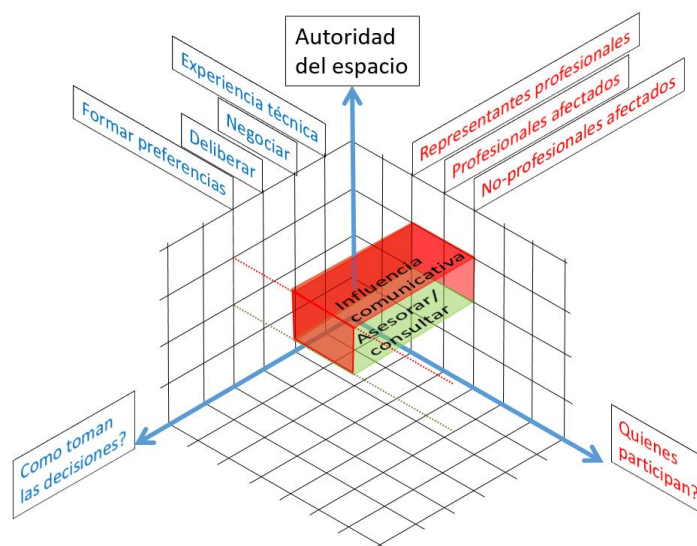 Autoridad
del espacio
Experiencia técnica
Negociar
Deliberar
Formar preferencias
Representantes profesionales
Profesionales afectados
No-profesionales afectados
Influencia
comunicativa
Asesorar/
consultar
Como toman
las decisiones?
Quienes
participan?